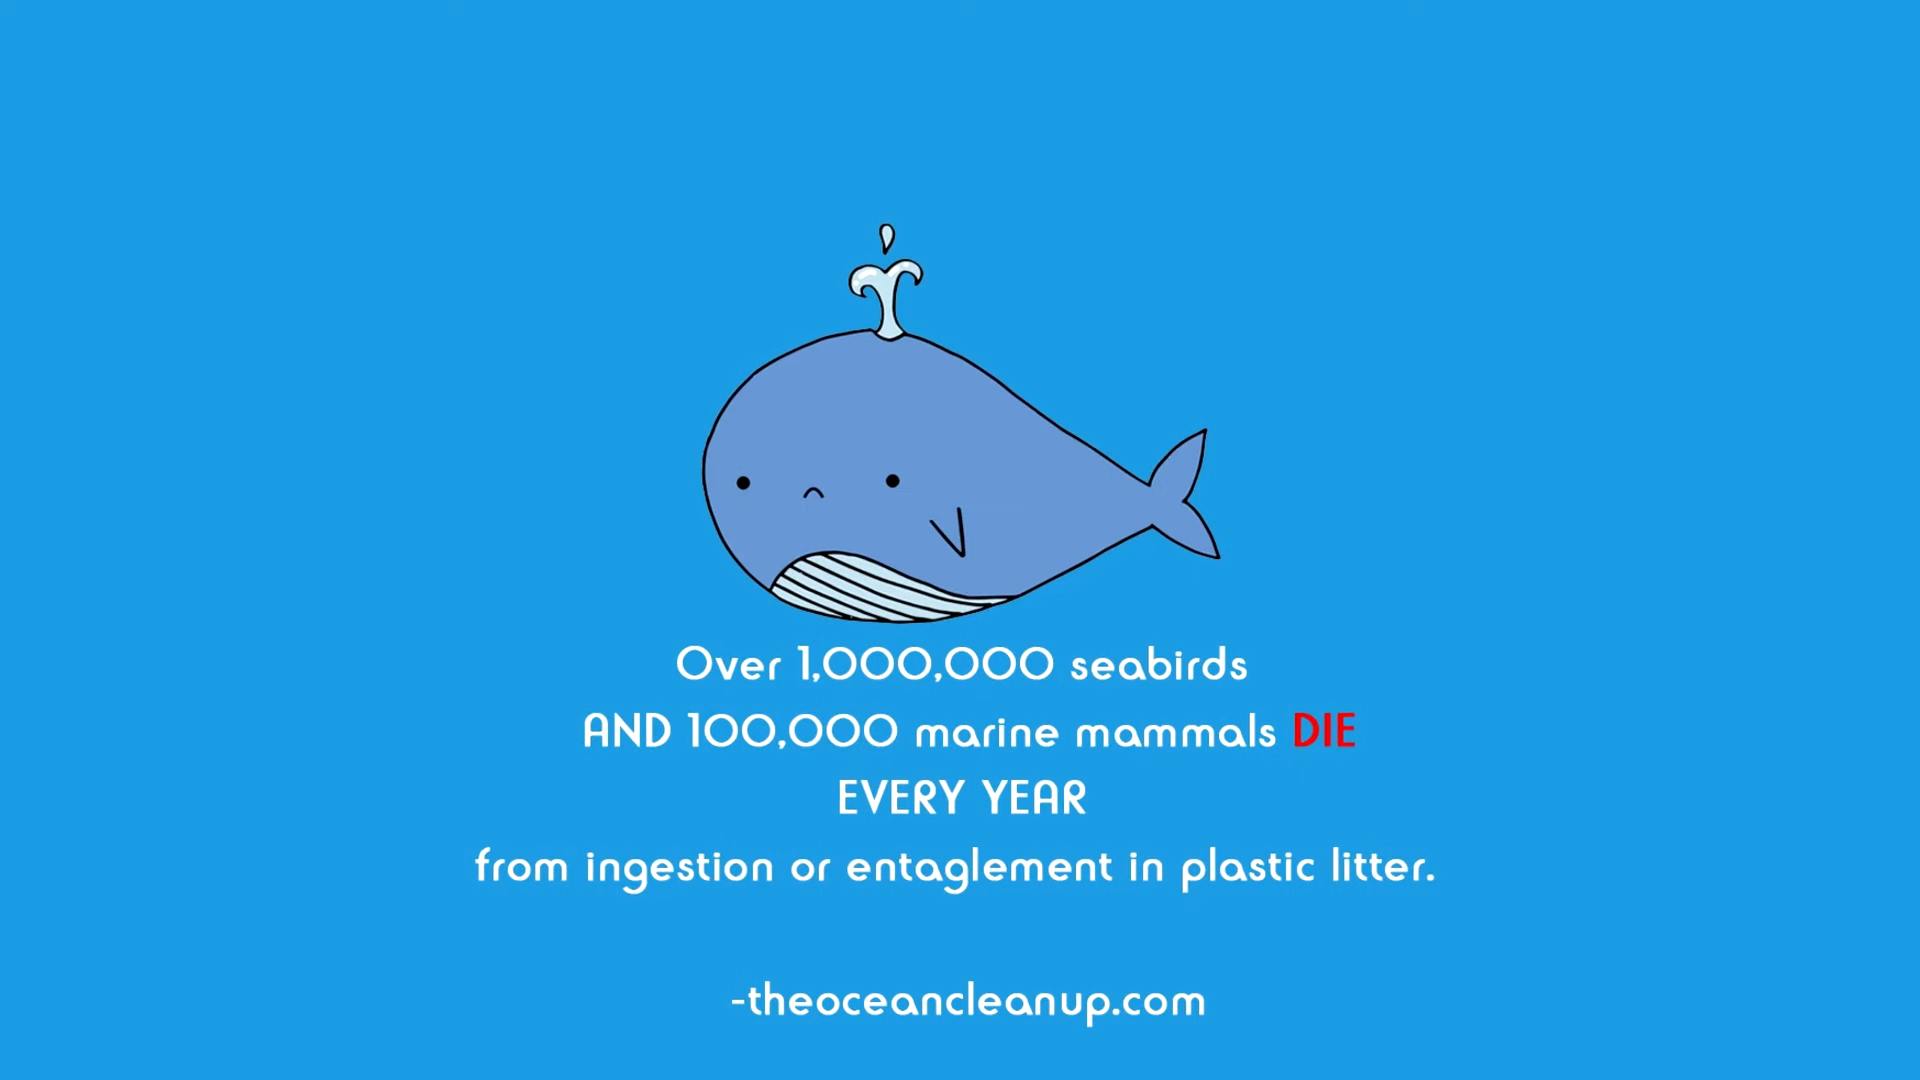 Over 1,000,000 seabirds
AND 100,000 marine mammals DIE
EVERY YEAR
from ingestion or entaglement in plastic litter.
-theoceancleanup.com